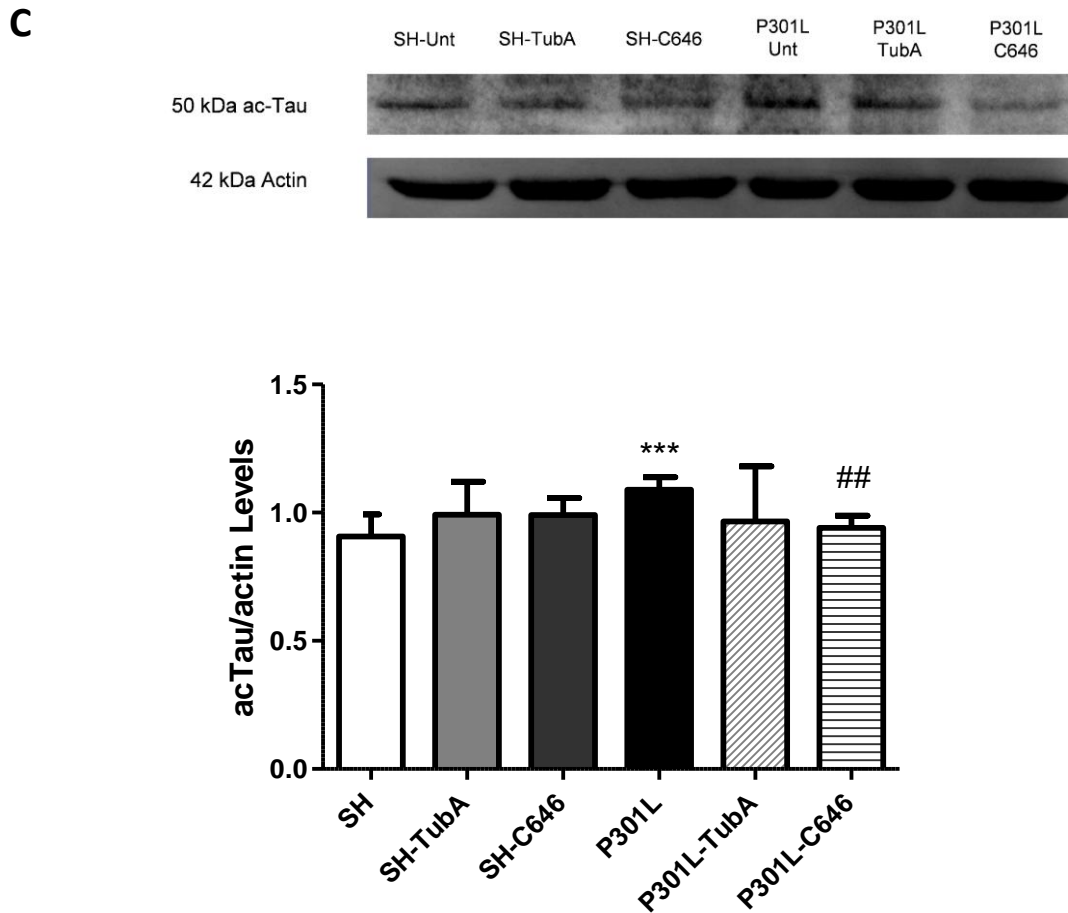 C
SH-Unt SH-TubA SH-C646 P301L Unt P301L TubA P301L C646
50 kDa ac-Tau
42 kDa Actin
acTau/actin Levels
1.5
1.0
0.5
0.0
***
##
SH
SH-TubA
SH-C646
P301L
P301L-TubA
P301L-C646